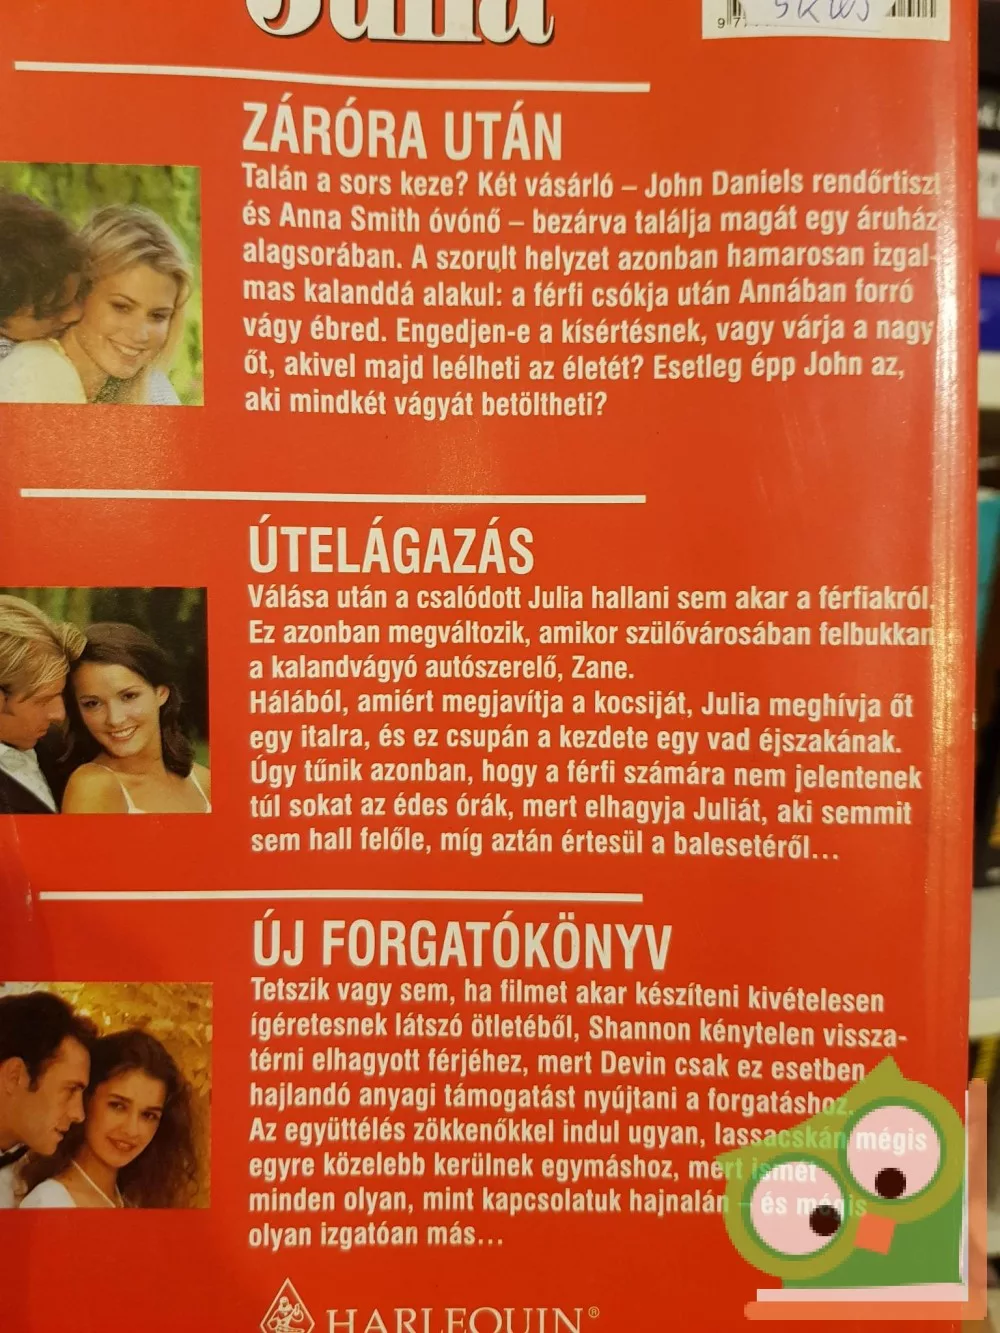 Júlia
ZÁRÓRA UTÁN
Talán a sors keze? Két vásárló – John Daniels rendőrtiszt
és Anna Smith óvónő – bezárva találja magát egy áruház
alagsorában. A szorult helyzet azonban hamarosan izgal-
mas kalanddá alakul: a férfi csókja után Annában forró
vágy ébred. Engedjen-e a kísértésnek, vagy várja a nagy
őt, akivel majd leélheti az életét? Esetleg épp John az,
aki mindkét vágyát betöltheti?
ÚTELÁGAZÁS
Válása után a csalódott Julia hallani sem akar a férfiakról.
Ez azonban megváltozik, amikor szülővárosában felbukkan
a kalandvágyó autószerelő, Zane.
Hálából, amiért megjavítja a kocsiját, Julia meghívja őt
egy italra, és ez csupán a kezdete egy vad éjszakának.
Úgy tűnik azonban, hogy a férfi számára nem jelentenek
túl sokat az édes órák, mert elhagyja Juliát, aki semmit
sem hall felőle, míg aztán értesül a balesetéről...
ÚJ FORGATÓKÖNYV
Tetszik vagy sem, ha filmet akar készíteni kivételesen
ígéretesnek látszó ötletéből, Shannon kénytelen vissza-
térni elhagyott férjéhez, mert Devin csak ez esetben
hajlandó anyagi támogatást nyújtani a forgatáshoz.
Az együttélés zökkenőkkel indul ugyan, lassacskán mégis
egyre közelebb kerülnek egymáshoz, mert ismét
minden olyan, mint kapcsolatuk hajnalán – és mégis
olyan izgatóan más...
HARLEQUIN®